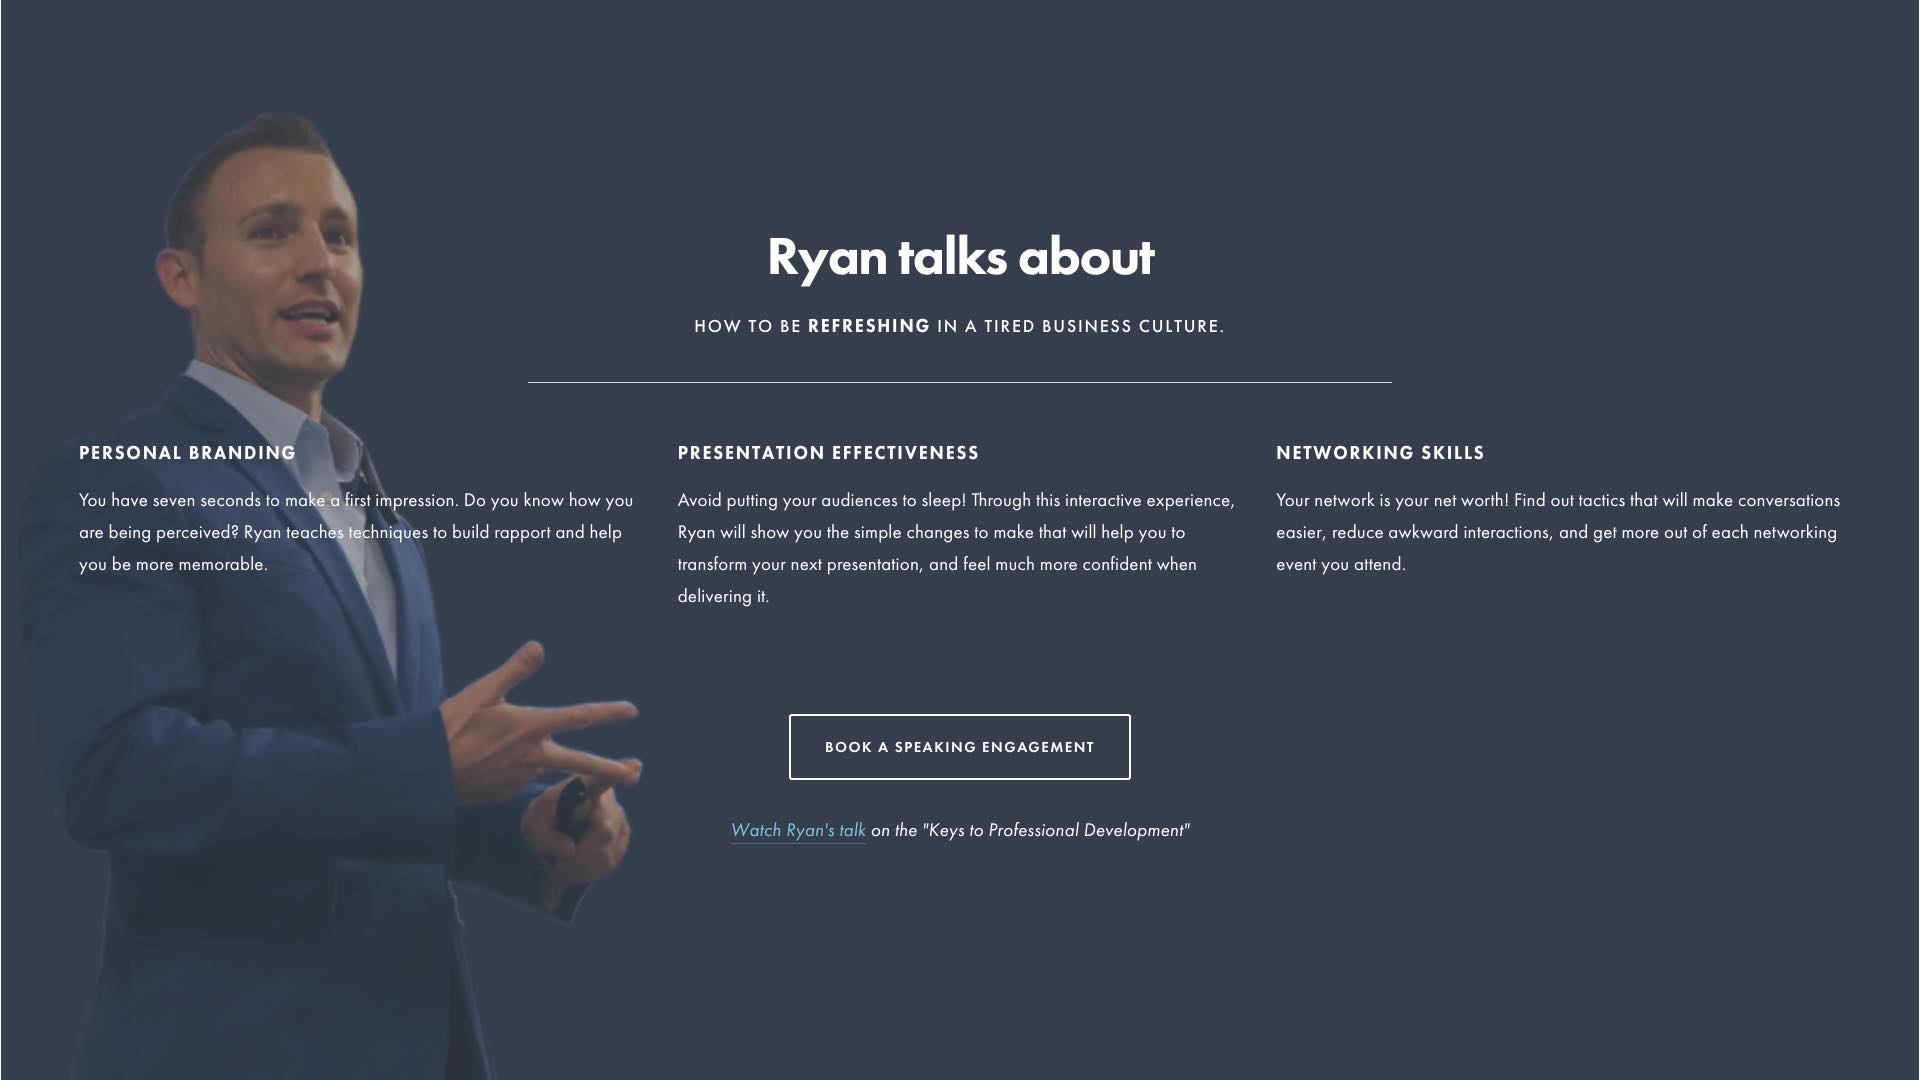 Ryan talks about
HOW TO BE REFRESHING IN A TIRED BUSINESS CULTURE.
PERSONAL BRANDING
You have seven seconds to make a first impression. Do you know how you
are being perceived? Ryan teaches techniques to build rapport and help
you be more memorable.
PRESENTATION EFFECTIVENESS
Avoid putting your audiences to sleep! Through this interactive experience,
Ryan will show you the simple changes to make that will help you to
transform your next presentation, and feel much more confident when
delivering it.
NETWORKING SKILLS
Your network is your net worth! Find out tactics that will make conversations
easier, reduce awkward interactions, and get more out of each networking
event you attend.
BOOK A SPEAKING ENGAGEMENT
Watch Ryan's talk on the "Keys to Professional Development"